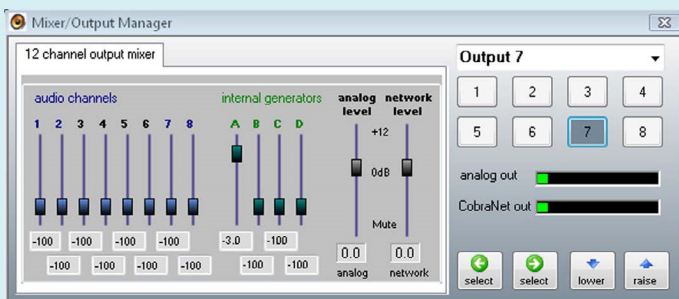 Mixer/Output Manager
12 channel output mixer
audio channels
internal generators
analog level
network level
1 2 3 4 5 6 7 8
A B C D
+12
0dB
Mute
-100 -100 -100 -100
-3.0 -100
-100 -100 -100 -100
-100 -100
0.0 0.0
analog network
Output 7
1 2 3 4
5 6 7 8
analog out
CobraNet out
select select lower raise